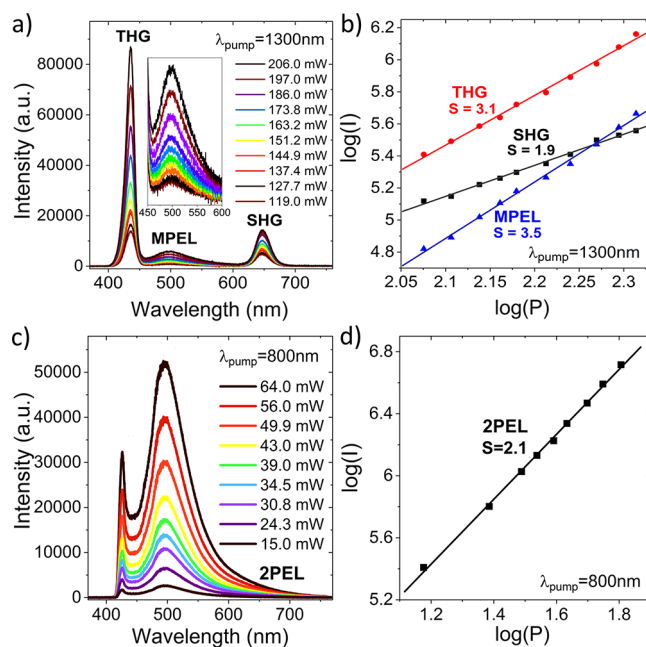 a)
Intensity (a.u.)
80000
60000
40000
20000
0
THG
λpump=1300nm
206.0 mW
197.0 mW
186.0 mW
173.8 mW
163.2 mW
151.2 mW
144.9 mW
137.4 mW
127.7 mW
119.0 mW
450 500 550 600
MPEL
SHG
400 500 600 700
Wavelength (nm)
b)
log(I)
6.2
6.0
5.8
5.6
5.4
5.2
5.0
4.8
THG
S = 3.1
SHG
S = 1.9
MPEL
S = 3.5
λpump=1300nm
2.05 2.1 2.15 2.2 2.25 2.3
log(P)
c)
Intensity (a.u.)
50000
40000
30000
20000
10000
0
λpump=800nm
64.0 mW
56.0 mW
49.9 mW
43.0 mW
39.0 mW
34.5 mW
30.8 mW
24.3 mW
15.0 mW
2PEL
400 500 600 700
Wavelength (nm)
d)
log(I)
6.8
6.4
6
5.6
5.2
2PEL
S=2.1
λpump=800nm
1.2 1.4 1.6 1.8
log(P)